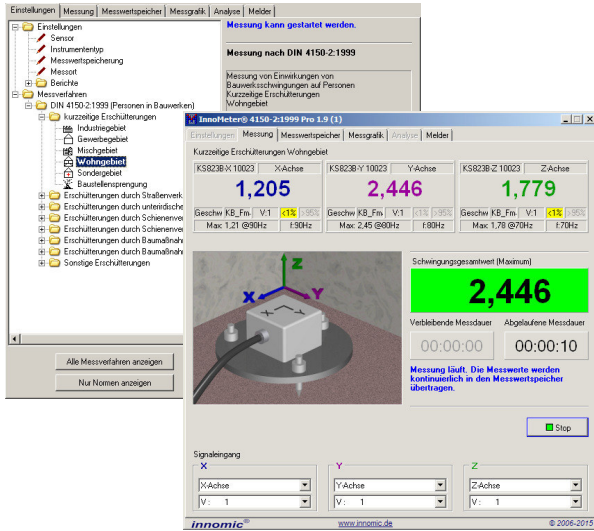 Einstellungen Messung Messwertspeicher Messgrafik Analyse Melder
Einstellungen
Sensor
Instrumententyp
Messwertspeicherung
Messort
Berichte
Messverfahren
DIN 4150-2:1999 (Personen in Bauwerken)
kurzzeitige Erschütterungen
Industriegebiet
Gewerbegebiet
Mischgebiet
Wohngebiet
Sondergebiet
Baustellensprengung
Erschütterungen durch Straßenverk
Erschütterungen durch unterirdische
Erschütterungen durch Schienenver
Erschütterungen durch Schienenver
Erschütterungen durch Baumaßnah
Erschütterungen durch Baumaßnah
Sonstige Erschütterungen
Alle Messverfahren anzeigen
Nur Normen anzeigen
Messung kann gestartet werden.
Messung nach DIN 4150-2:1999
Messung von Einwirkungen von
Bauwerksschwingungen auf Personen
Kurzzeitige Erschütterungen
Wohngebiet
InnoMeter® 4150-2:1999 Pro 1.9 (1)
Einstellungen Messung Messwertspeicher Messgrafik Analyse Melder
Kurzzeitige Erschütterungen Wohngebiet
KS823B-X 10023 X-Achse KS823B-Y 10023 Y-Achse KS823B-Z 10023 Z-Achse
1,205 2,446 1,779
Geschw KB_Fm V:1 <1% >95% Geschw KB_Fm V:1 <1% >95% Geschw KB_Fm V:1 <1% >95%
Max: 1,21 @90Hz f:90Hz Max: 2,45 @80Hz f:80Hz Max: 1,78 @70Hz f:70Hz
Z
X Y
X Y
Schwingungsgesamtwert (Maximum)
2,446
Verbleibende Messdauer Abgelaufene Messdauer
00:00:00 00:00:10
Messung läuft. Die Messwerte werden
kontinuierlich in den Messwertspeicher
übertragen.
Stop
Signaleingang
X Y Z
X-Achse Y-Achse Z-Achse
V: 1 V: 1 V: 1
innomic® www.innomic.de © 2006-2015